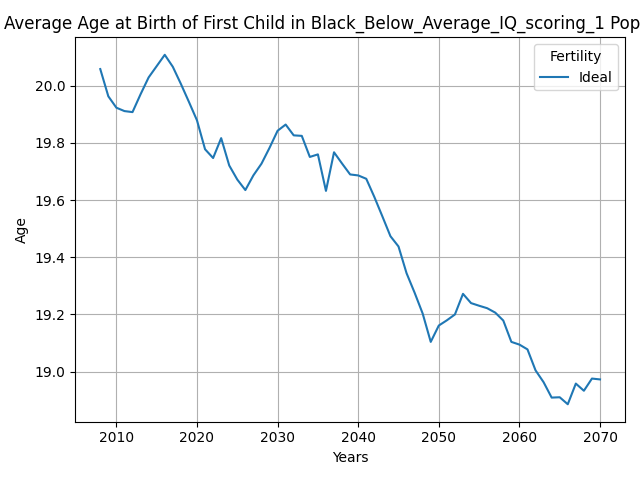 Average Age at Birth of First Child in Black_Below_Average_IQ_scoring_1 Pop
Fertility
Ideal
20.0
19.8
19.6
19.4
19.2
19.0
Age
2010 2020 2030 2040 2050 2060 2070
Years